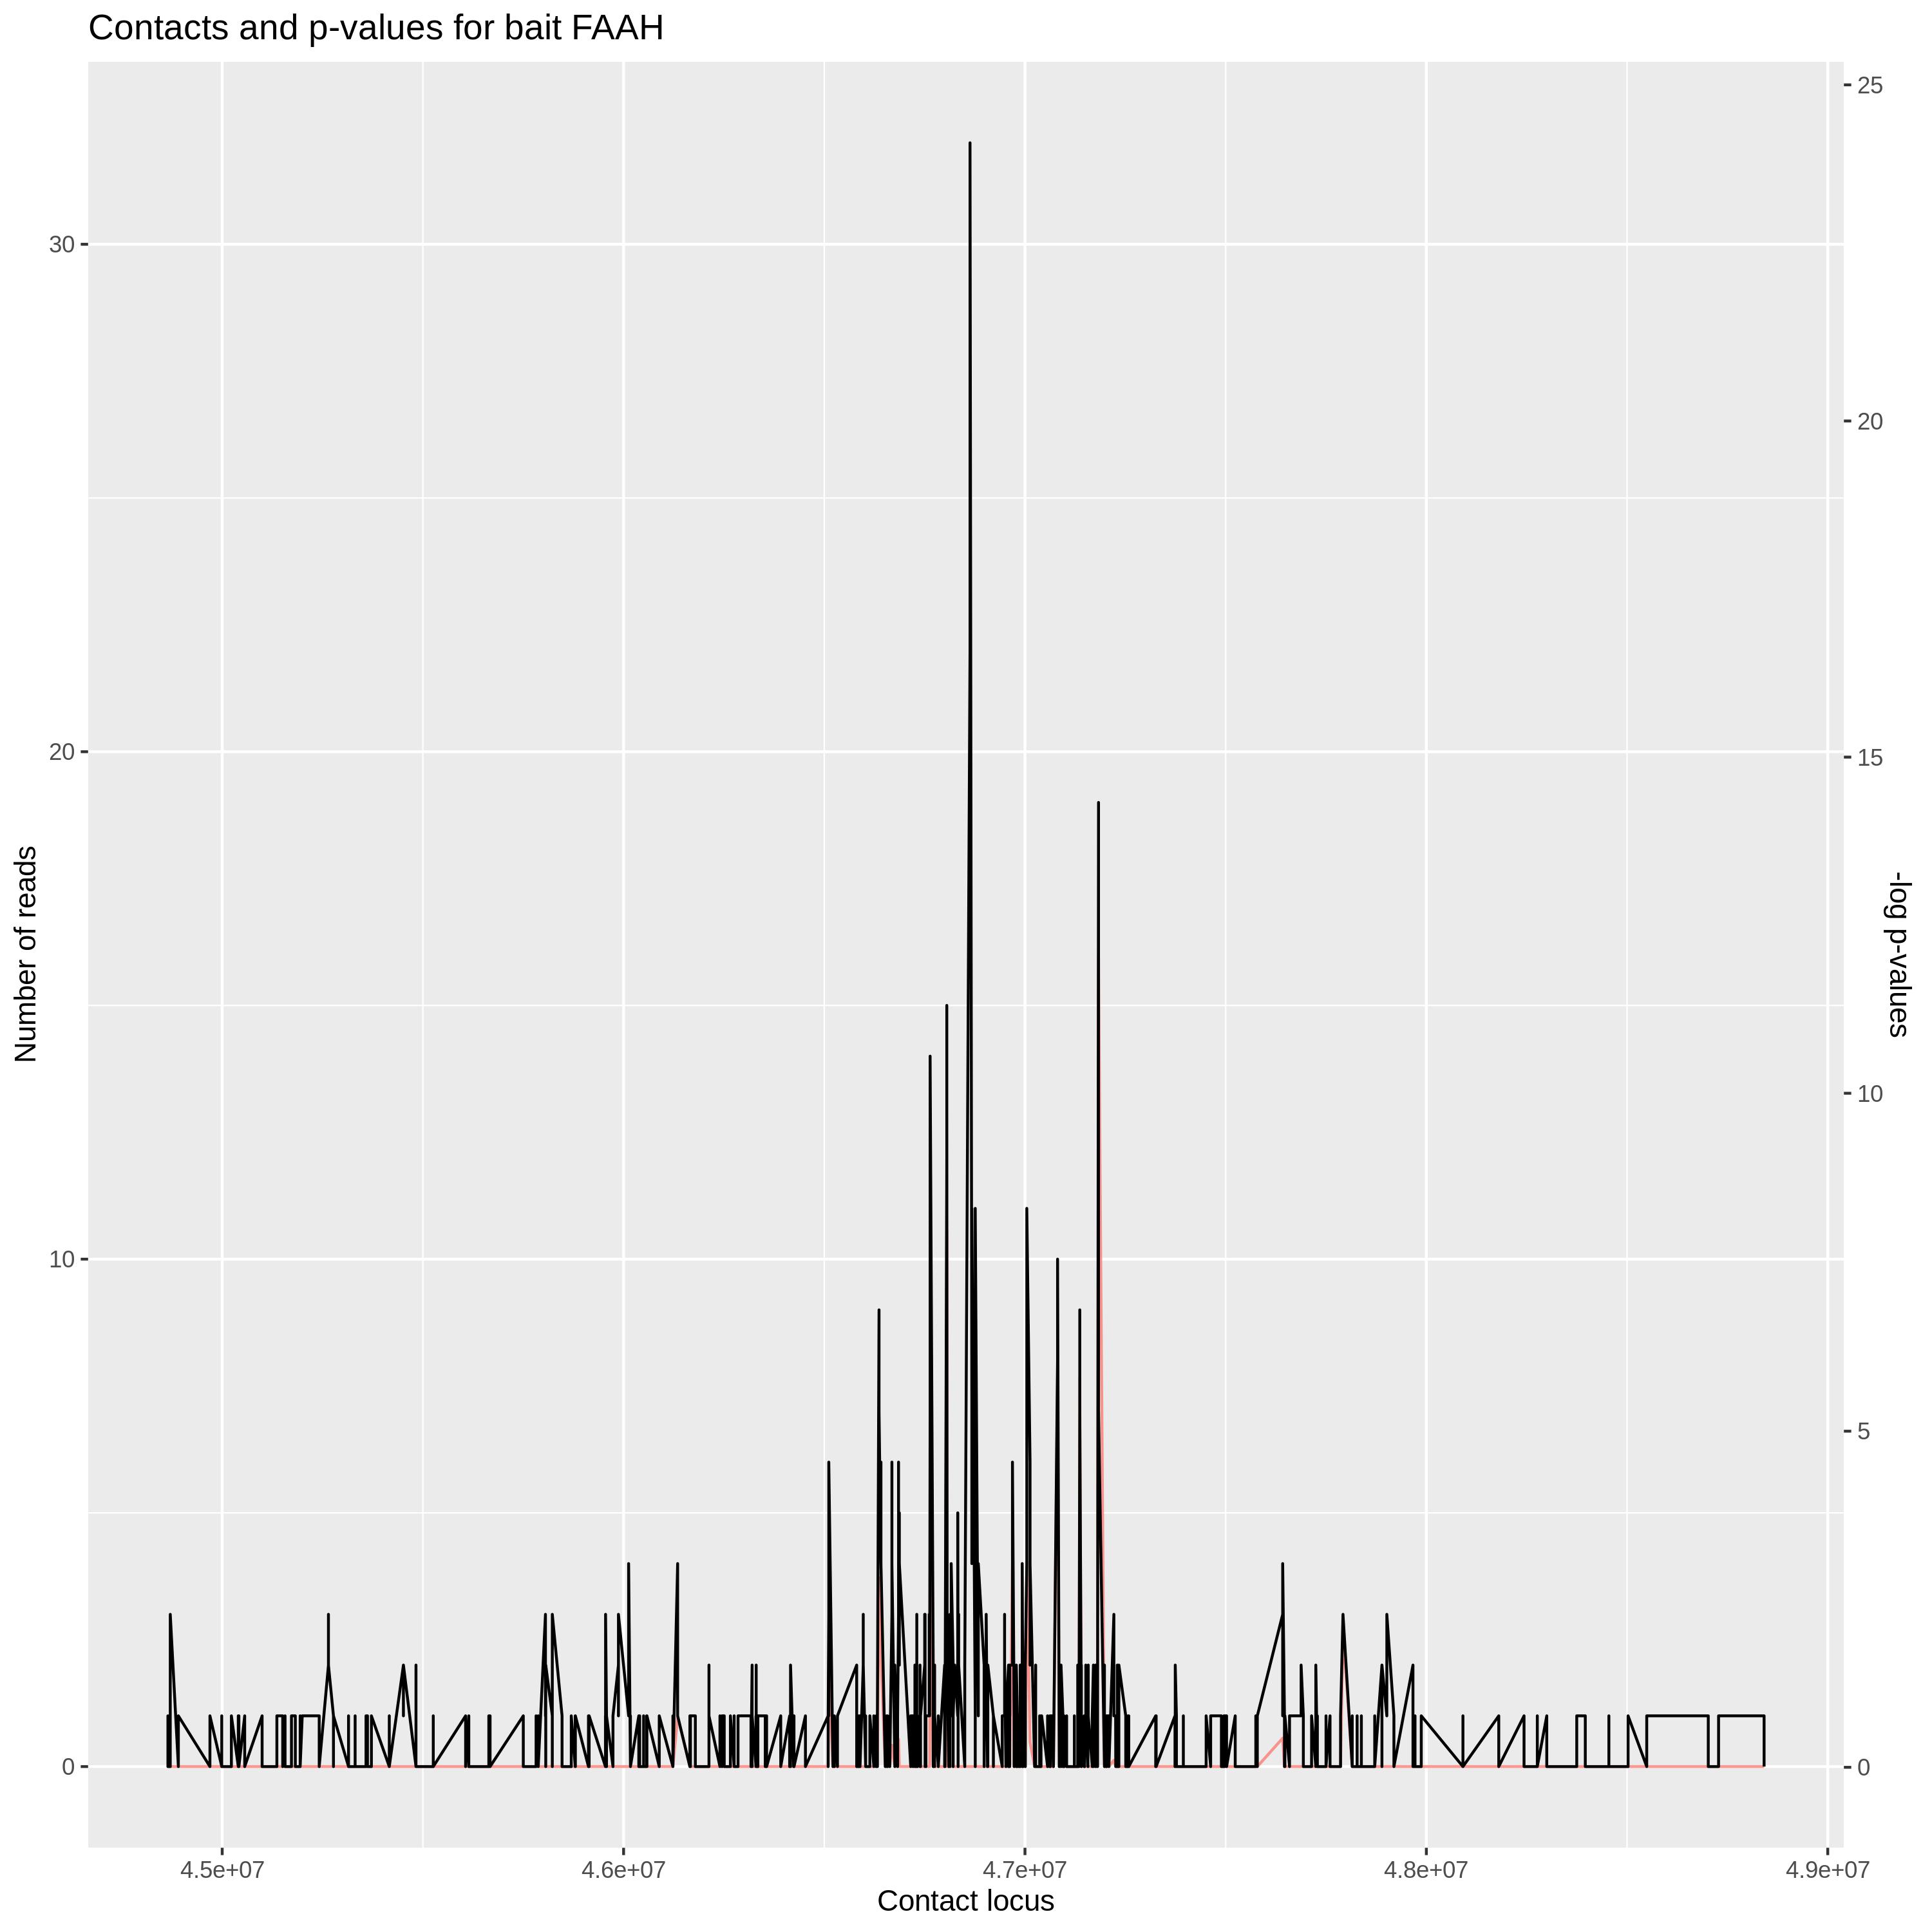 Contacts and p-values for bait FAAH
30
20
10
0
Number of reads
25
20
15
10
5
0
-log p-values
4.5e+07
4.6e+07
4.7e+07
4.8e+07
4.9e+07
Contact locus